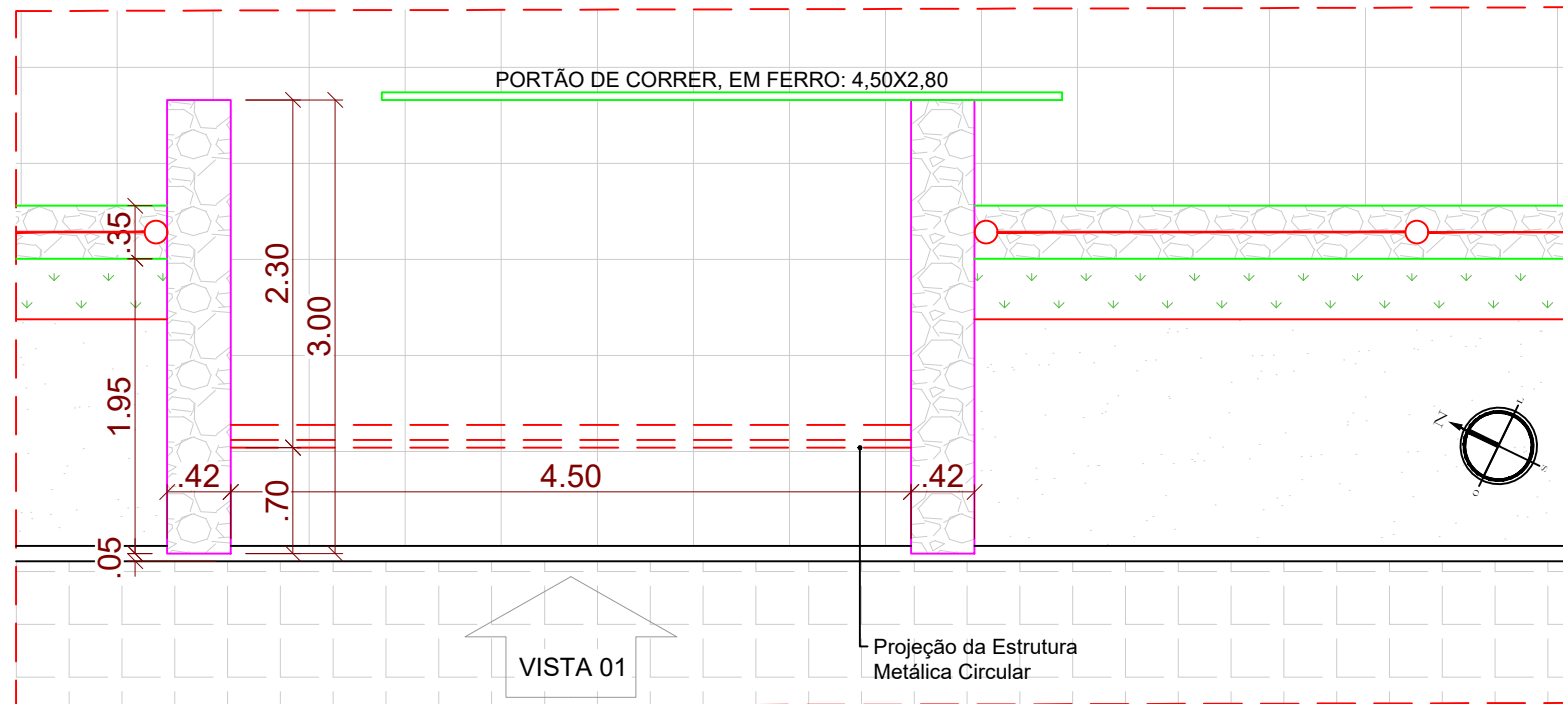 PORTÃO DE CORRER, EM FERRO: 4,50X2,80
.35
2.30
3.00
1.95
.42
4.50
.42
.70
.05
N
L
O
VISTA 01
Projeção da Estrutura
Metálica Circular